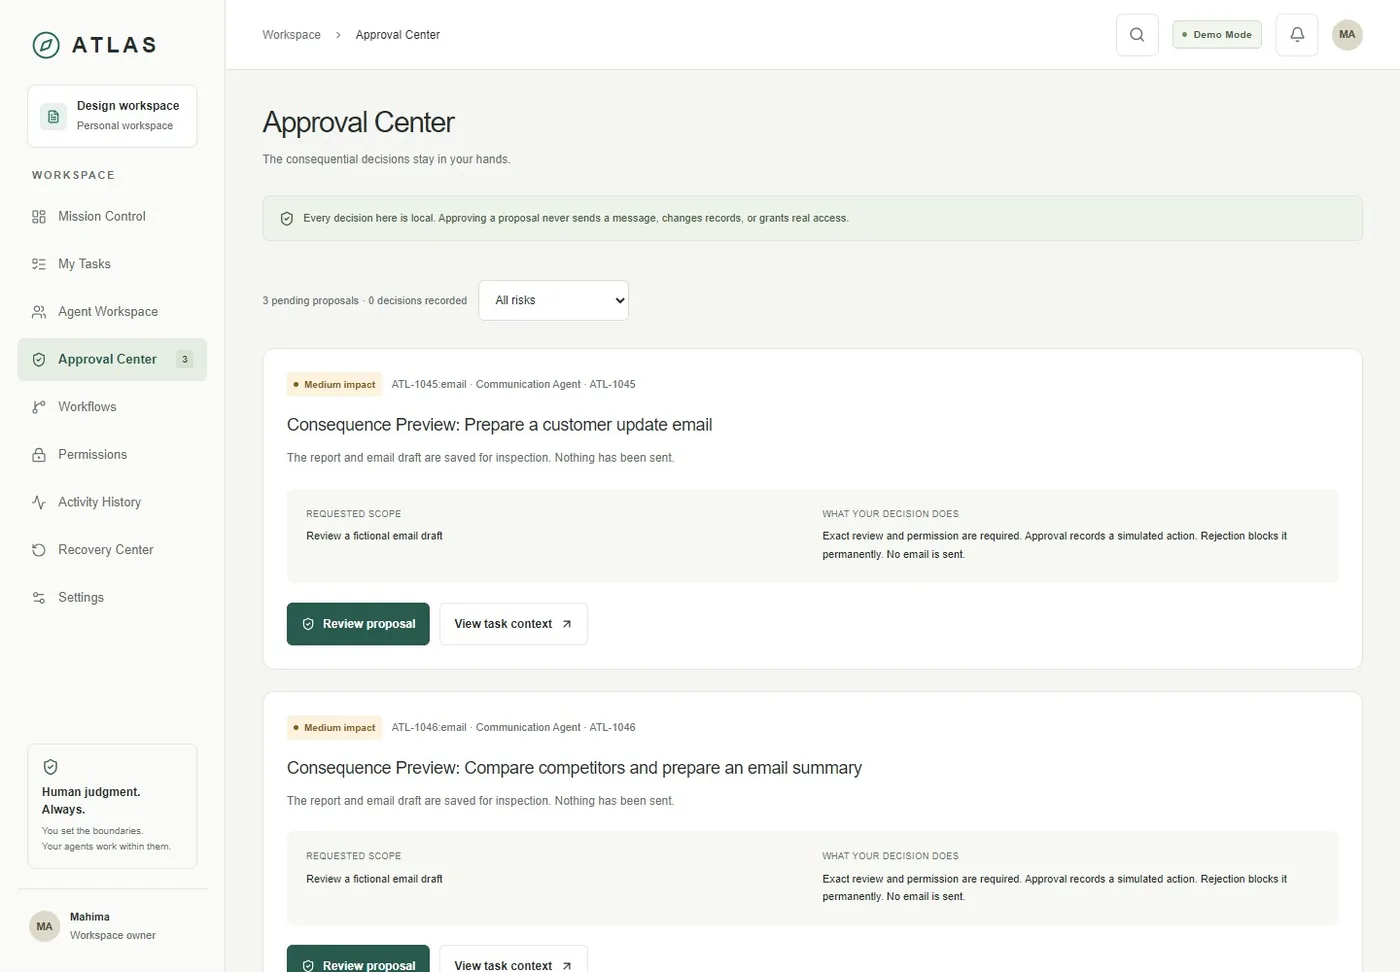 ATLAS
Design workspace
Personal workspace
WORKSPACE
Mission Control
My Tasks
Agent Workspace
Approval Center 3
Workflows
Permissions
Activity History
Recovery Center
Settings
Human judgment.
Always.
You set the boundaries.
Your agents work within them.
MA
Mahima
Workspace owner
Workspace > Approval Center
Demo Mode
MA
Approval Center
The consequential decisions stay in your hands.
Every decision here is local. Approving a proposal never sends a message, changes records, or grants real access.
3 pending proposals · 0 decisions recorded
All risks
Medium impact ATL-1045:email · Communication Agent · ATL-1045
Consequence Preview: Prepare a customer update email
The report and email draft are saved for inspection. Nothing has been sent.
REQUESTED SCOPE
Review a fictional email draft
WHAT YOUR DECISION DOES
Exact review and permission are required. Approval records a simulated action. Rejection blocks it
permanently. No email is sent.
Review proposal
View task context
Medium impact ATL-1046:email · Communication Agent · ATL-1046
Consequence Preview: Compare competitors and prepare an email summary
The report and email draft are saved for inspection. Nothing has been sent.
REQUESTED SCOPE
Review a fictional email draft
WHAT YOUR DECISION DOES
Exact review and permission are required. Approval records a simulated action. Rejection blocks it
permanently. No email is sent.
Review proposal
View task context